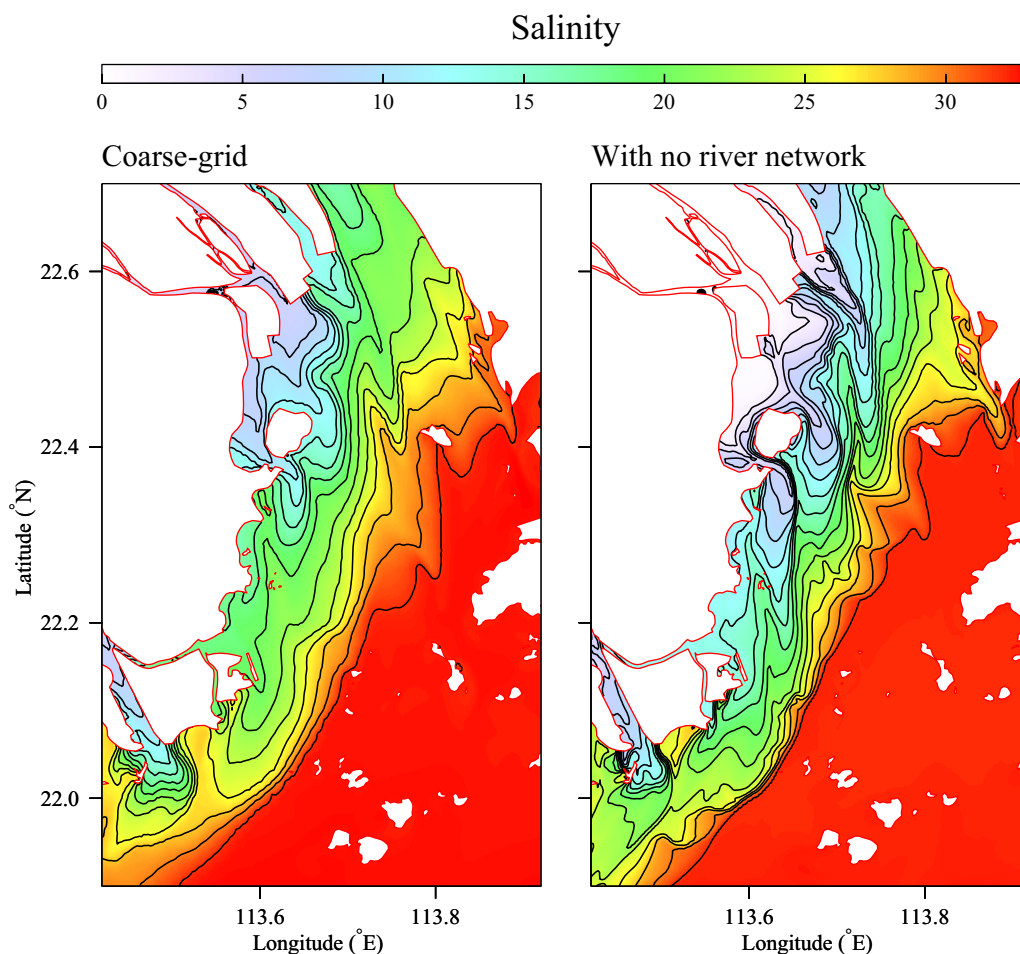 Salinity
0 5 10 15 20 25 30
Coarse-grid
With no river network
Latitude (°N)
22.6
22.4
22.2
22.0
113.6 113.8
113.6 113.8
Longitude (°E)
Longitude (°E)